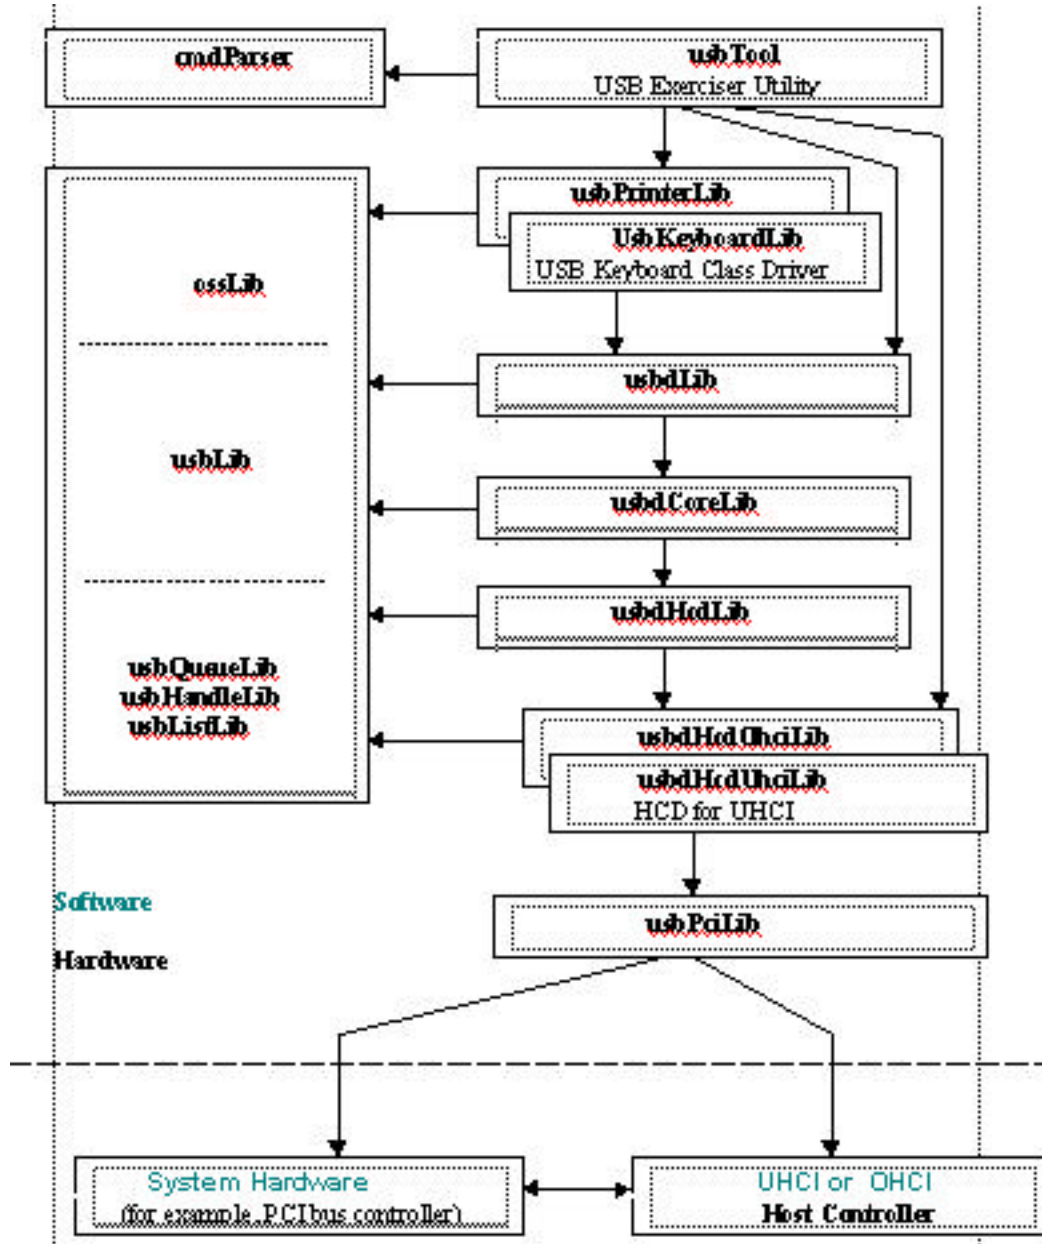 cmdParser
usbTool
USB Exerciser Utility
usbPrinterLib
UsbKeyboardLib
USB Keyboard Class Driver
ossLib
usbdLib
usbLib
usbdCoreLib
usbdHcdLib
usbQueueLib
usbHandleLib
usbListLib
usbdHcdOhciLib
usbdHcdUhciLib
HCD for UHCI
Software
usbPciLib
Hardware
System Hardware
(for example, PCI bus controller)
UHCI or OHCI
Host Controller